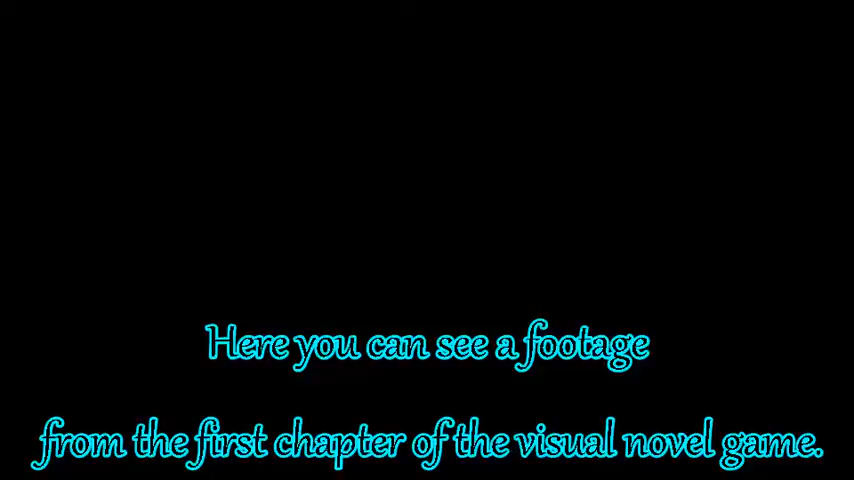 Here you can see a footage
from the first chapter of the visual novel game.